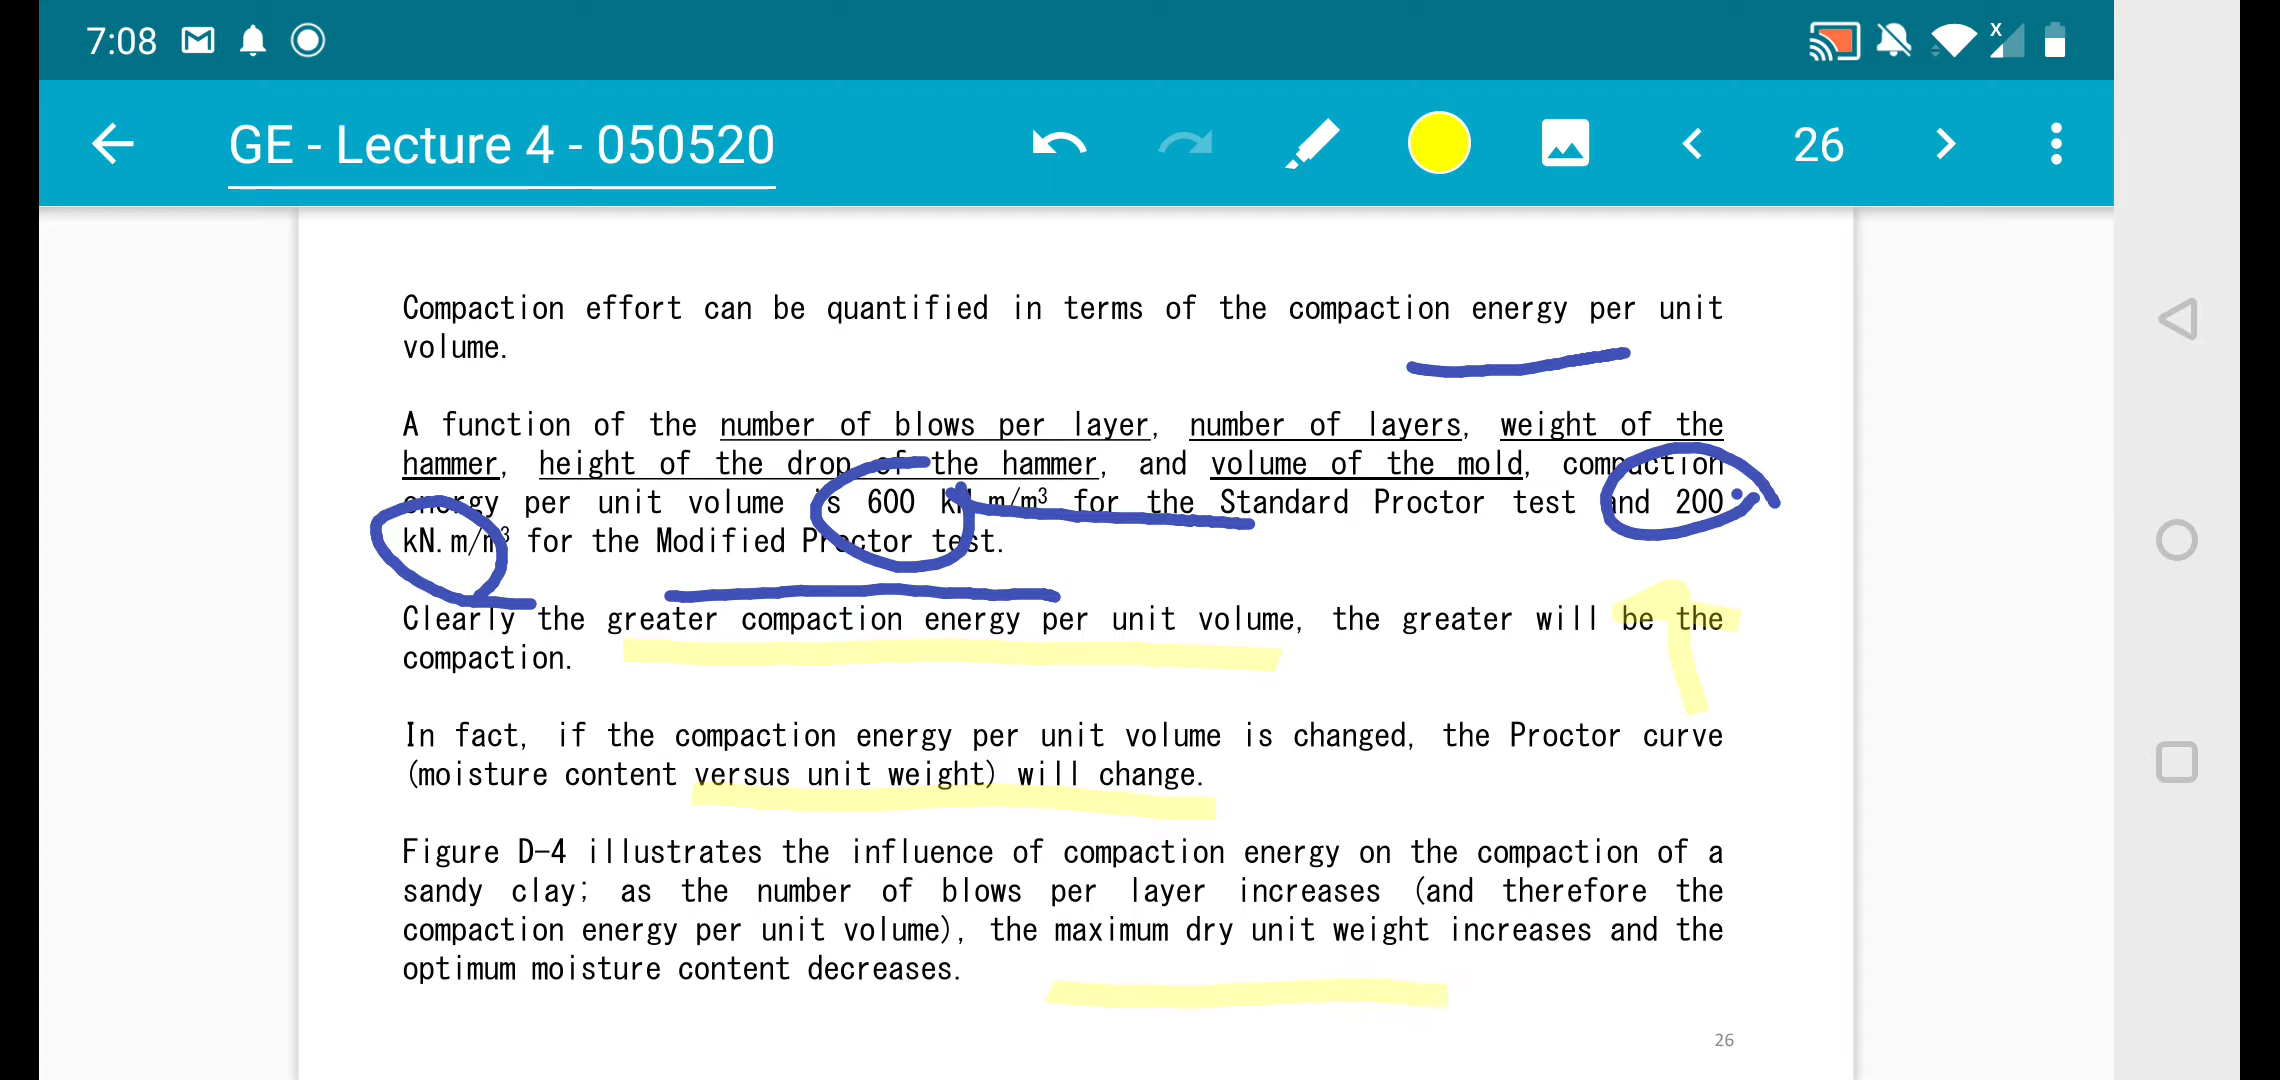 7:08
GE - Lecture 4 - 050520
26
Compaction effort can be quantified in terms of the compaction energy per unit
volume.
A function of the number of blows per layer, number of layers, weight of the
hammer, height of the drop of the hammer, and volume of the mold, compaction
energy per unit volume is 600 kN.m/m³ for the Standard Proctor test and 200
kN.m/m³ for the Modified Proctor test.
Clearly the greater compaction energy per unit volume, the greater will be the
compaction.
In fact, if the compaction energy per unit volume is changed, the Proctor curve
(moisture content versus unit weight) will change.
Figure D-4 illustrates the influence of compaction energy on the compaction of a
sandy clay; as the number of blows per layer increases (and therefore the
compaction energy per unit volume), the maximum dry unit weight increases and the
optimum moisture content decreases.
26